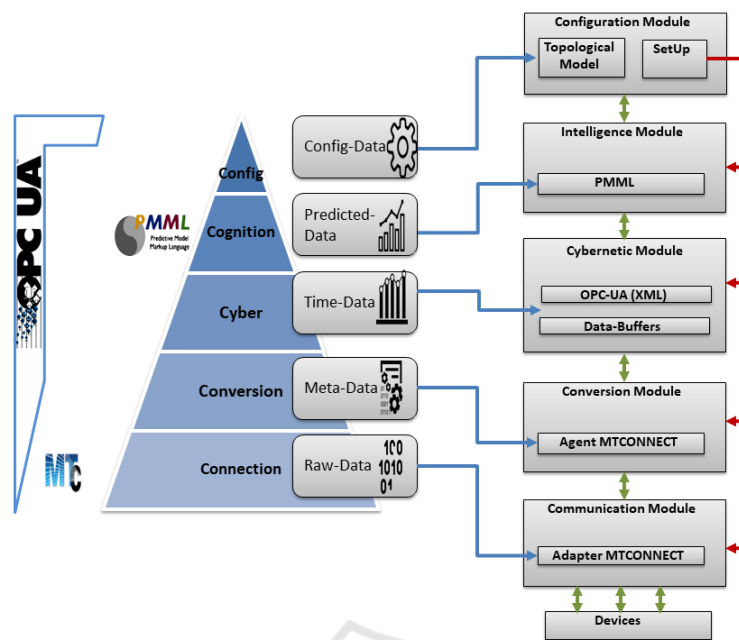 OPC UA
PMML
Predictive Model
Markup Language
MTC
Config
Cognition
Cyber
Conversion
Connection
Config-Data
Predicted-
Data
Time-Data
Meta-Data
Raw-Data
100
1010
01
Configuration Module
Topological
Model
SetUp
Intelligence Module
PMML
Cybernetic Module
OPC-UA (XML)
Data-Buffers
Conversion Module
Agent MTCONNECT
Communication Module
Adapter MTCONNECT
Devices